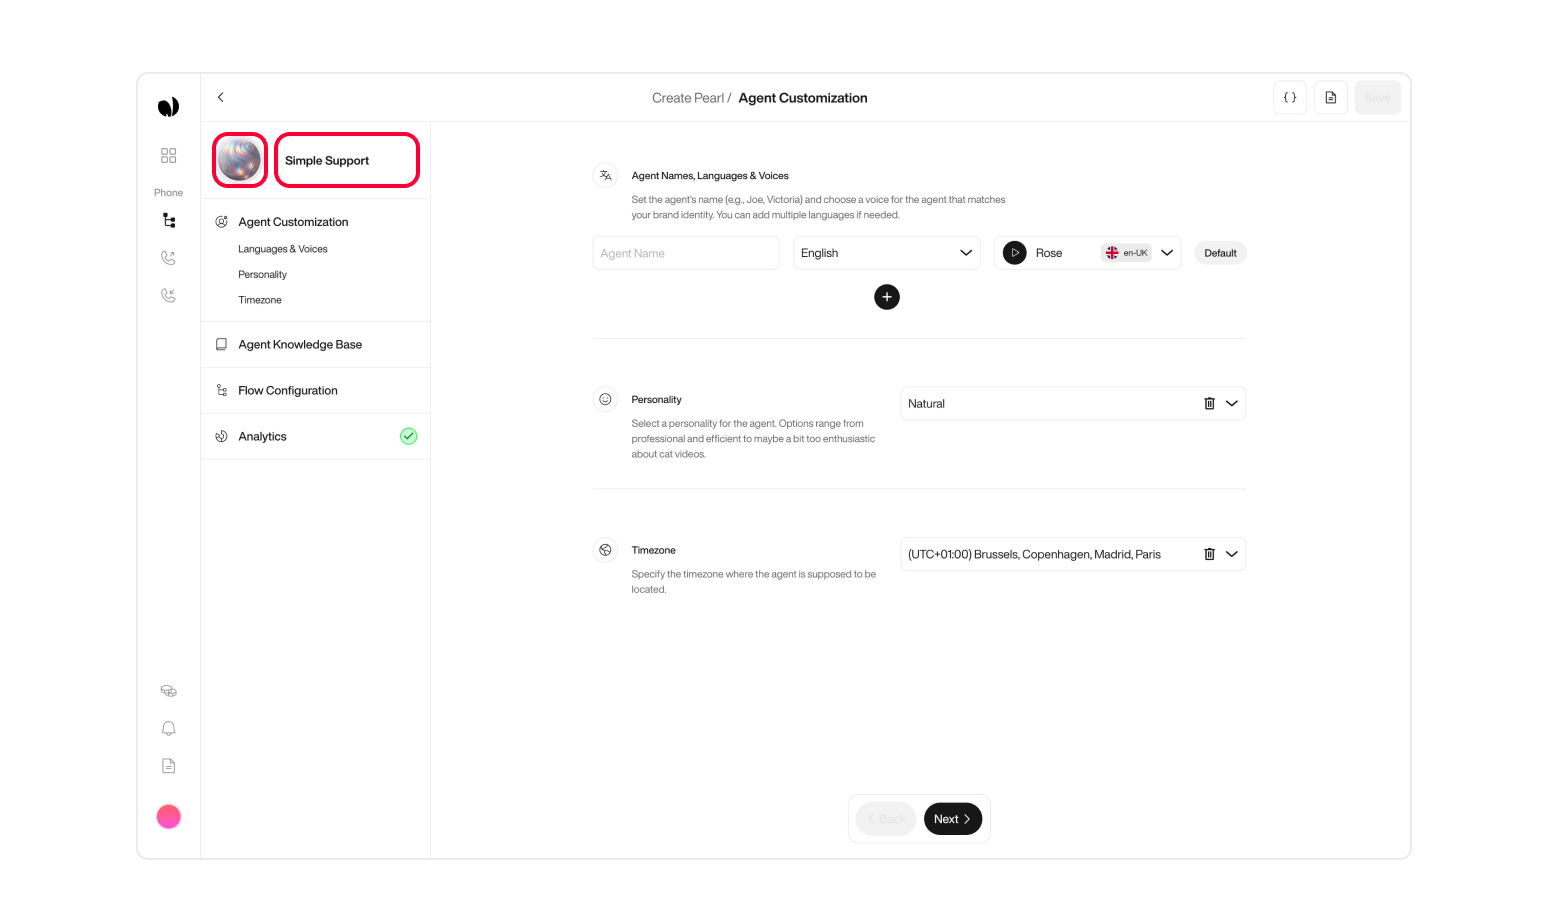 Create Pearl / Agent Customization
{ }
Save
Simple Support
Phone
Agent Customization
Languages & Voices
Personality
Timezone
Agent Knowledge Base
Flow Configuration
Analytics
Agent Names, Languages & Voices
Set the agent's name (e.g., Joe, Victoria) and choose a voice for the agent that matches
your brand identity. You can add multiple languages if needed.
Agent Name
English
Rose
en-UK
Default
Personality
Select a personality for the agent. Options range from
professional and efficient to maybe a bit too enthusiastic
about cat videos.
Natural
Timezone
Specify the timezone where the agent is supposed to be
located.
(UTC+01:00) Brussels, Copenhagen, Madrid, Paris
Back
Next